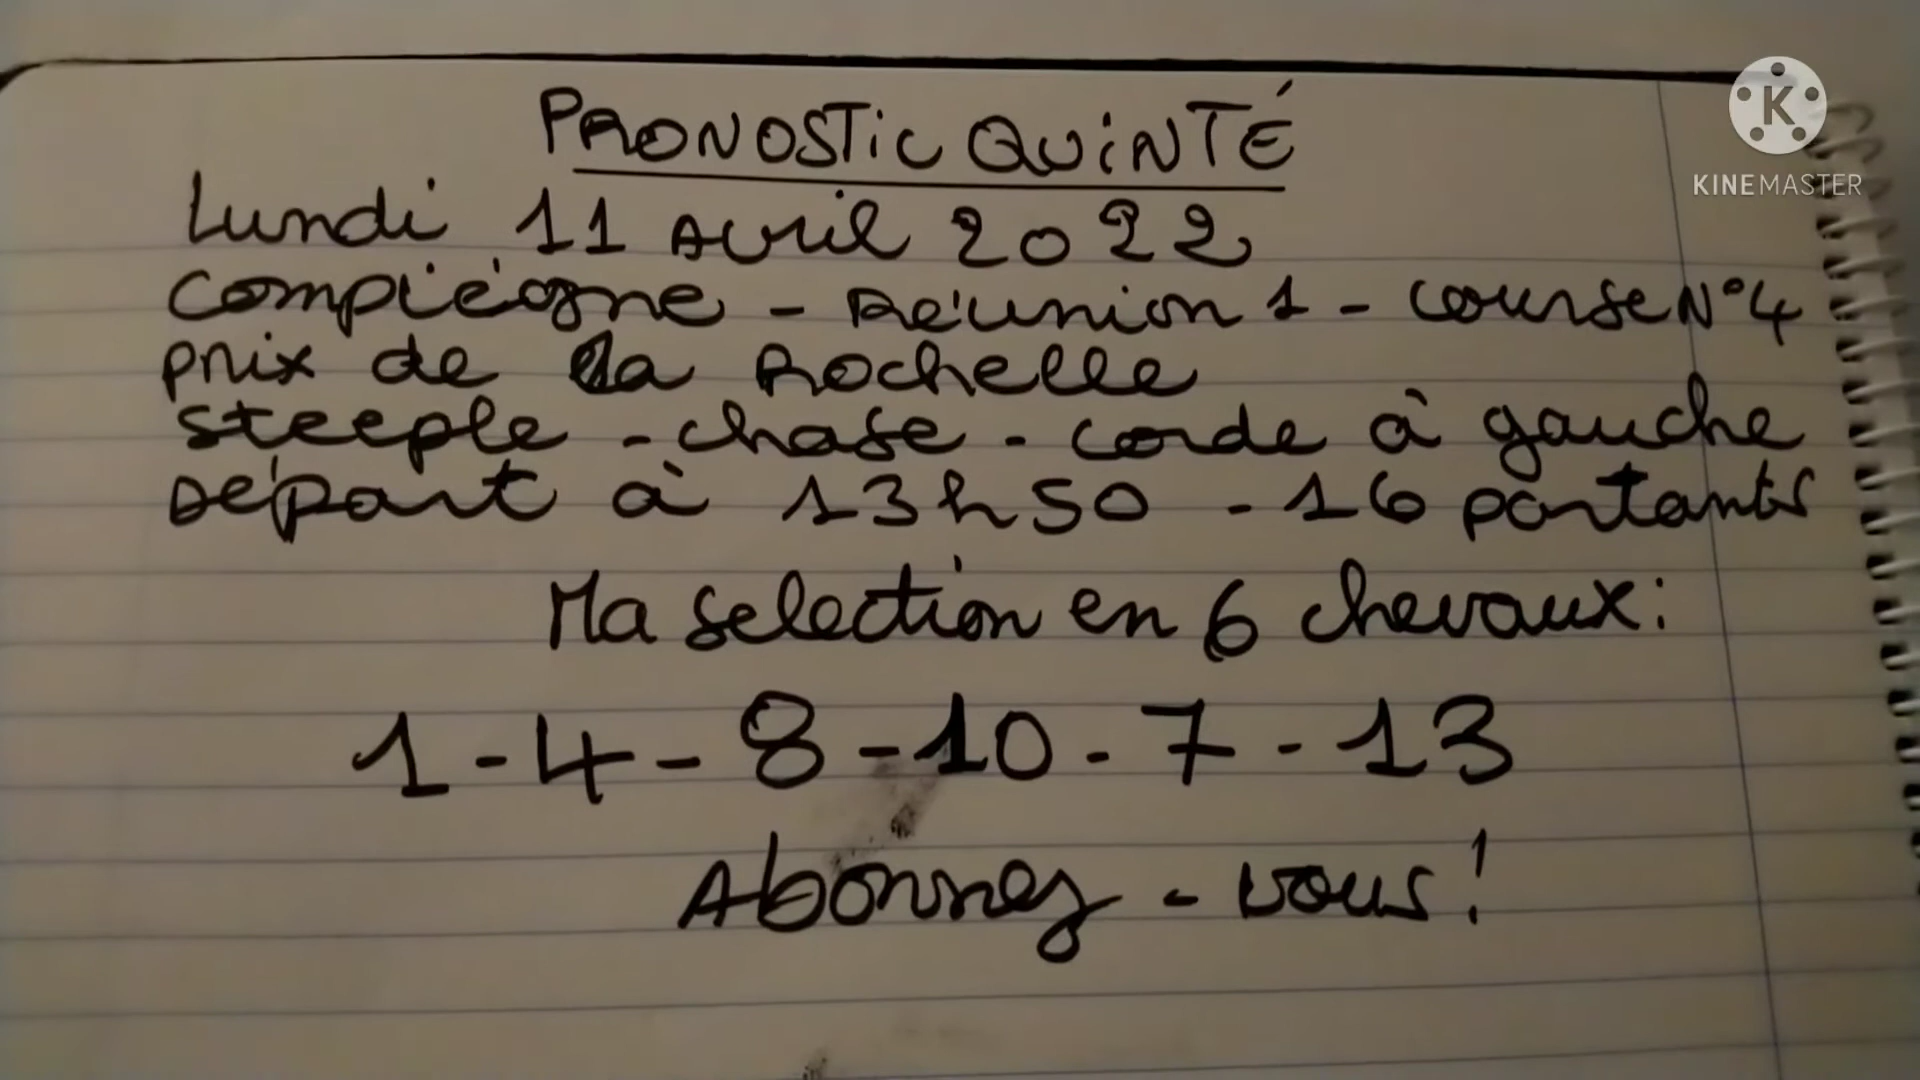 PRONOSTIC QUINTÉ
Lundi 11 Avril 2022
Compiégne - Réunion 1 - course N°4
prix de La Rochelle
Steeple - chase - corde à gauche
Départ à 13h50 - 16 partants
Ma selection en 6 chevaux :
1 - 4 - 8 - 10 - 7 - 13
Abonnez - vous !
K
KINEMASTER